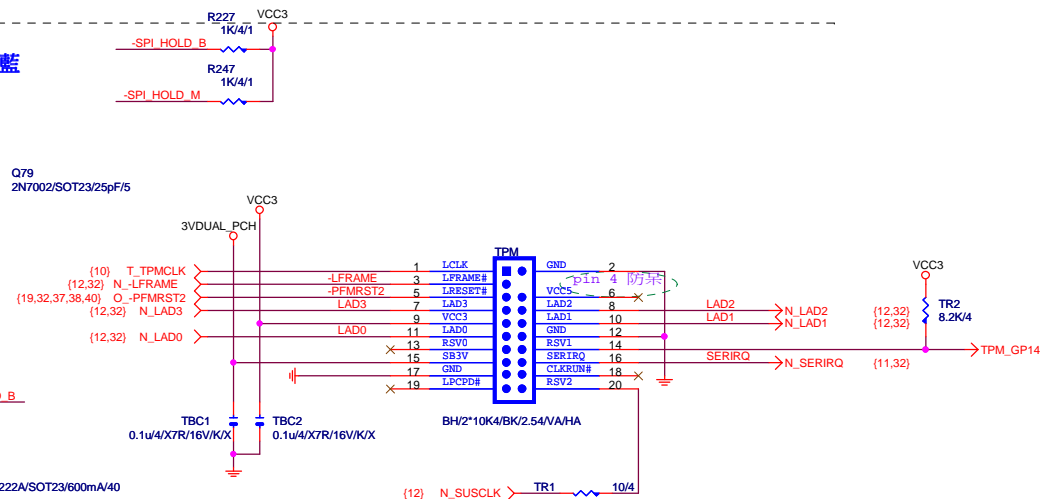 R227
VCC3
1K/4/1
-SPI_HOLD_B
藍
R247
1K/4/1
-SPI_HOLD_M
Q79
2N7002/SOT23/25pF/5
VCC3
3VDUAL_PCH
TPM
{10} T_TPMCLK 1 LCLK GND 2
{12,32} N_-LFRAME -LFRAME 3 LFRAME# pin 4 防呆
{19,32,37,38,40} O_-PFMRST2 -PFMRST2 5 LRESET# VCC5 6
{12,32} N_LAD3 LAD3 7 LAD3 LAD2 8 LAD2 N_LAD2 {12,32}
9 VCC3 LAD1 10 LAD1 N_LAD1 {12,32}
{12,32} N_LAD0 LAD0 11 LAD0 GND 12
13 RSV0 RSV1 14 TPM_GP14
15 SB3V SERIRQ 16 SERIRQ N_SERIRQ {11,32}
17 GND CLKRUN# 18
19 LPCPD# RSV2 20
VCC3
TR2
8.2K/4
_B
TBC1
0.1u/4/X7R/16V/K/X
TBC2
0.1u/4/X7R/16V/K/X
BH/2*10K4/BK/2.54/VA/HA
222A/SOT23/600mA/40
{12} N_SUSCLK TR1 10/4